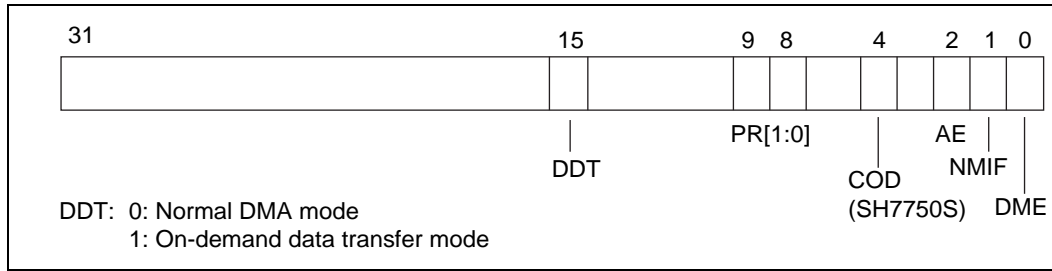 31 15 9 8 4 2 1 0
PR[1:0] AE
DDT NMIF
COD
(SH7750S) DME
DDT: 0: Normal DMA mode
1: On-demand data transfer mode